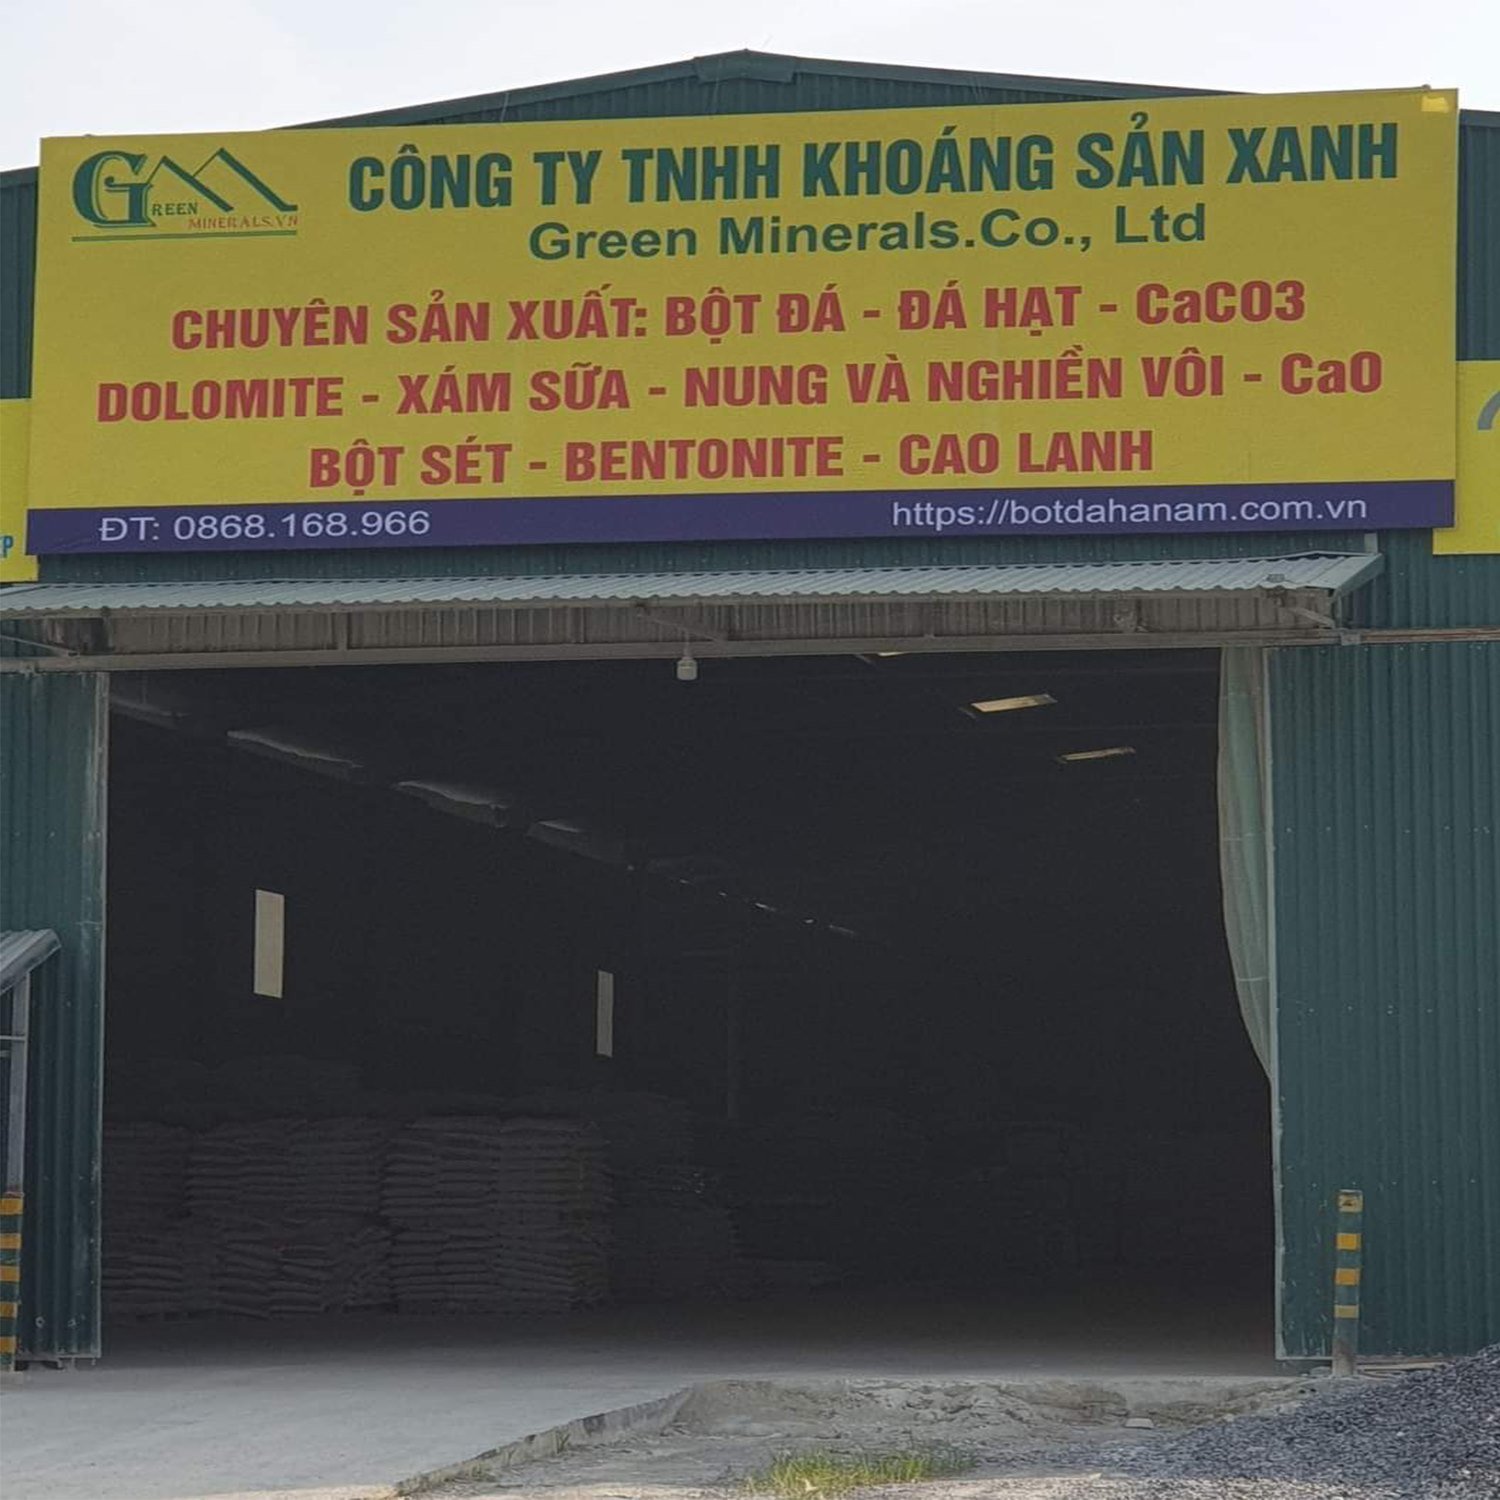 GM
GREEN
MINERALS.VN
CÔNG TY TNHH KHOÁNG SẢN XANH
Green Minerals.Co., Ltd
CHUYÊN SẢN XUẤT: BỘT ĐÁ - ĐÁ HẠT - CaCO3
DOLOMITE - XÁM SỮA - NUNG VÀ NGHIỀN VÔI - CaO
BỘT SÉT - BENTONITE - CAO LANH
ĐT: 0868.168.966
https://botdahanam.com.vn